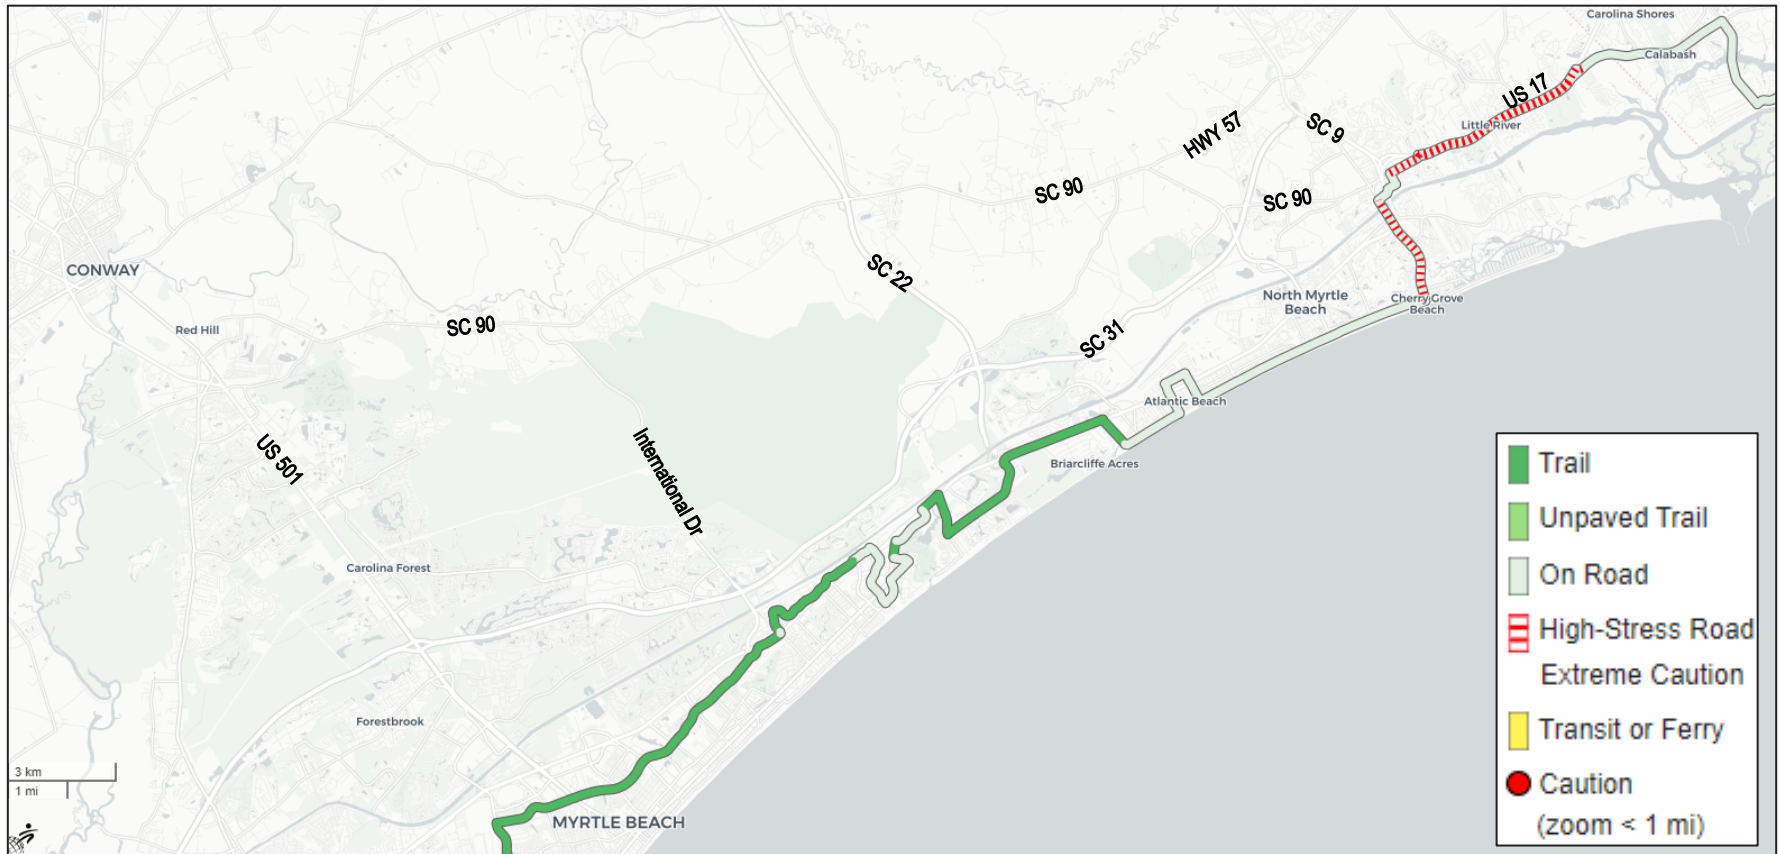 Carolina Shores
Calabash
US 17
Little River
HWY 57
SC 9
SC 90
SC 90
CONWAY
SC 22
North Myrtle
Beach
Cherry Grove
Beach
Red Hill
SC 90
SC 31
Atlantic Beach
Briarcliffe Acres
US 501
International Dr
Carolina Forest
Forestbrook
3 km
1 mi
MYRTLE BEACH
Trail
Unpaved Trail
On Road
High-Stress Road
Extreme Caution
Transit or Ferry
Caution
(zoom < 1 mi)